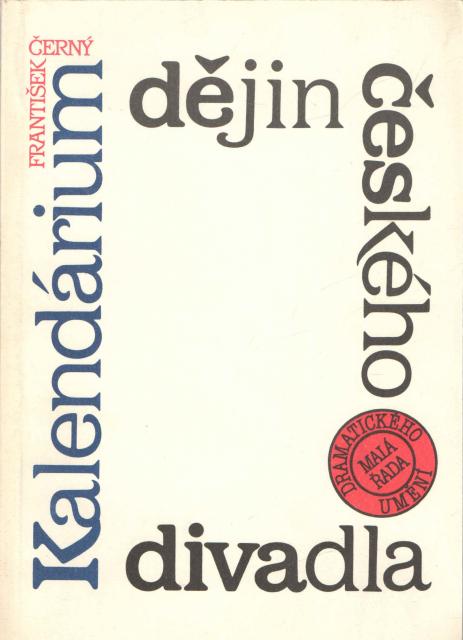 FRANTIŠEK ČERNÝ
Kalendárium
dějin
českého
divadla
DRAMATICKÉHO
UMĚNÍ
MALÁ
ŘADA